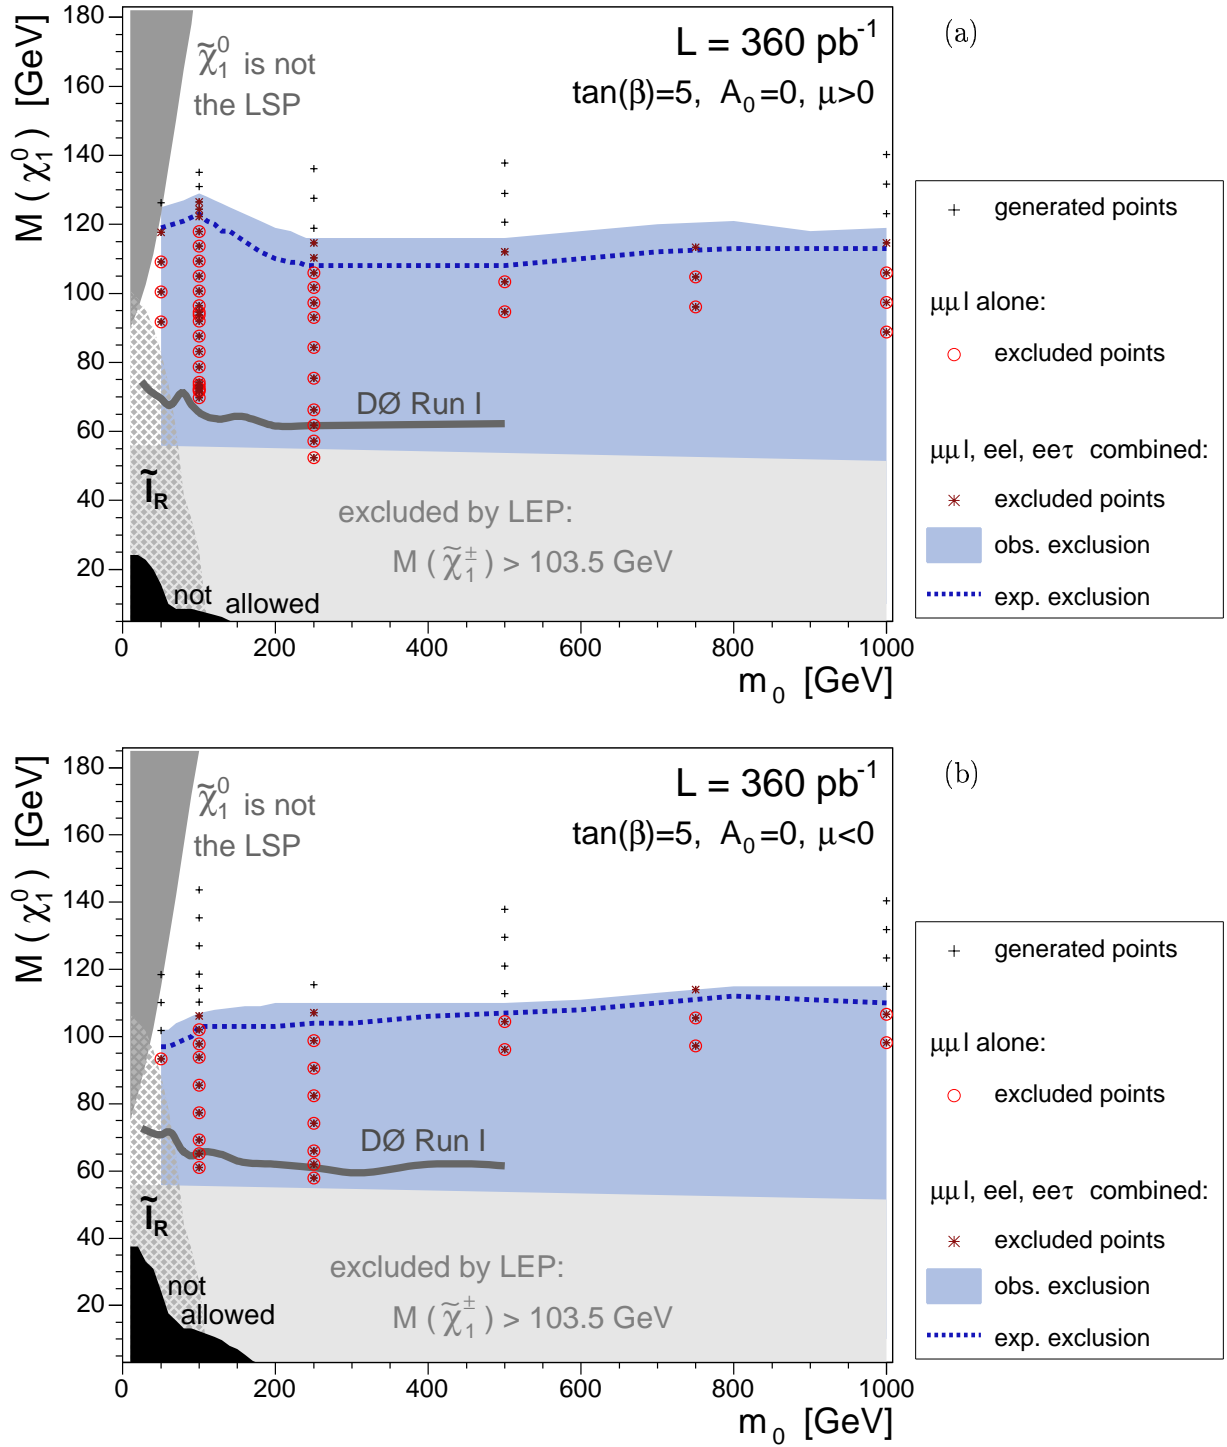 (a)
M ( χ̃₁⁰ ) [GeV]
180
160
140
120
100
80
60
40
20
χ̃₁⁰ is not
the LSP
L = 360 pb⁻¹
tan(β)=5, A₀=0, μ>0
DØ Run I
l̃_R
excluded by LEP:
M ( χ̃₁^± ) > 103.5 GeV
not allowed
0 200 400 600 800 1000
m₀ [GeV]
generated points
μμl alone:
excluded points
μμl, eel, eeτ combined:
excluded points
obs. exclusion
exp. exclusion
(b)
M ( χ̃₁⁰ ) [GeV]
180
160
140
120
100
80
60
40
20
χ̃₁⁰ is not
the LSP
L = 360 pb⁻¹
tan(β)=5, A₀=0, μ<0
DØ Run I
l̃_R
excluded by LEP:
M ( χ̃₁^± ) > 103.5 GeV
not
allowed
0 200 400 600 800 1000
m₀ [GeV]
generated points
μμl alone:
excluded points
μμl, eel, eeτ combined:
excluded points
obs. exclusion
exp. exclusion